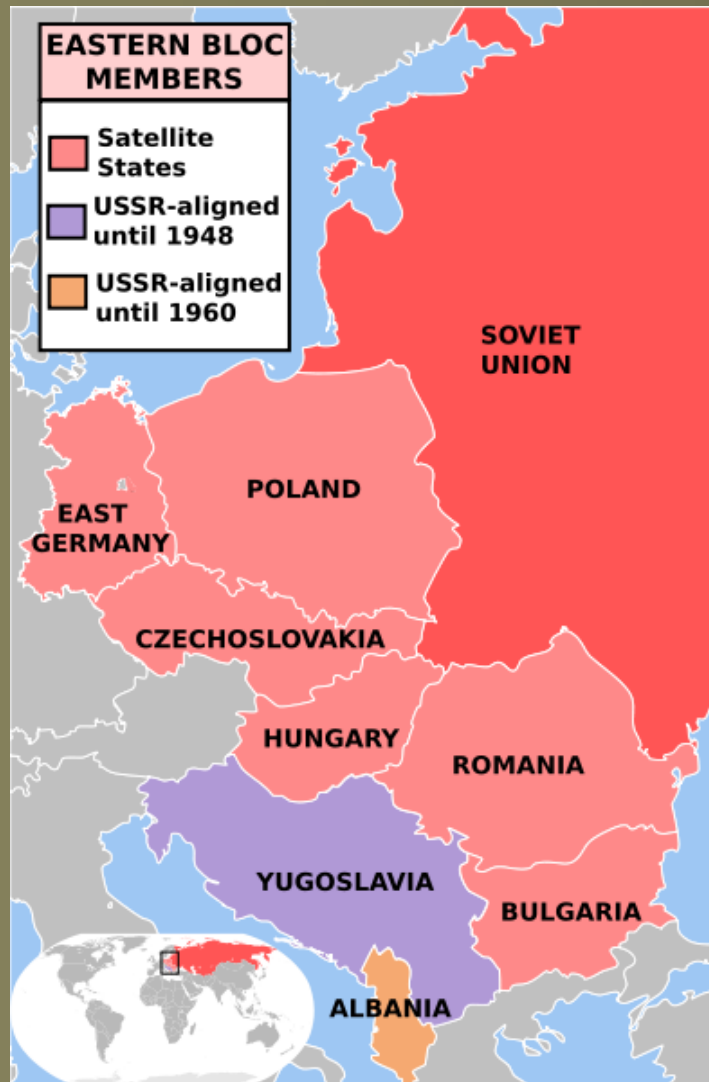 EASTERN BLOC
MEMBERS
Satellite
States
USSR-aligned
until 1948
USSR-aligned
until 1960
SOVIET
UNION
POLAND
EAST
GERMANY
CZECHOSLOVAKIA
HUNGARY
ROMANIA
YUGOSLAVIA
BULGARIA
ALBANIA